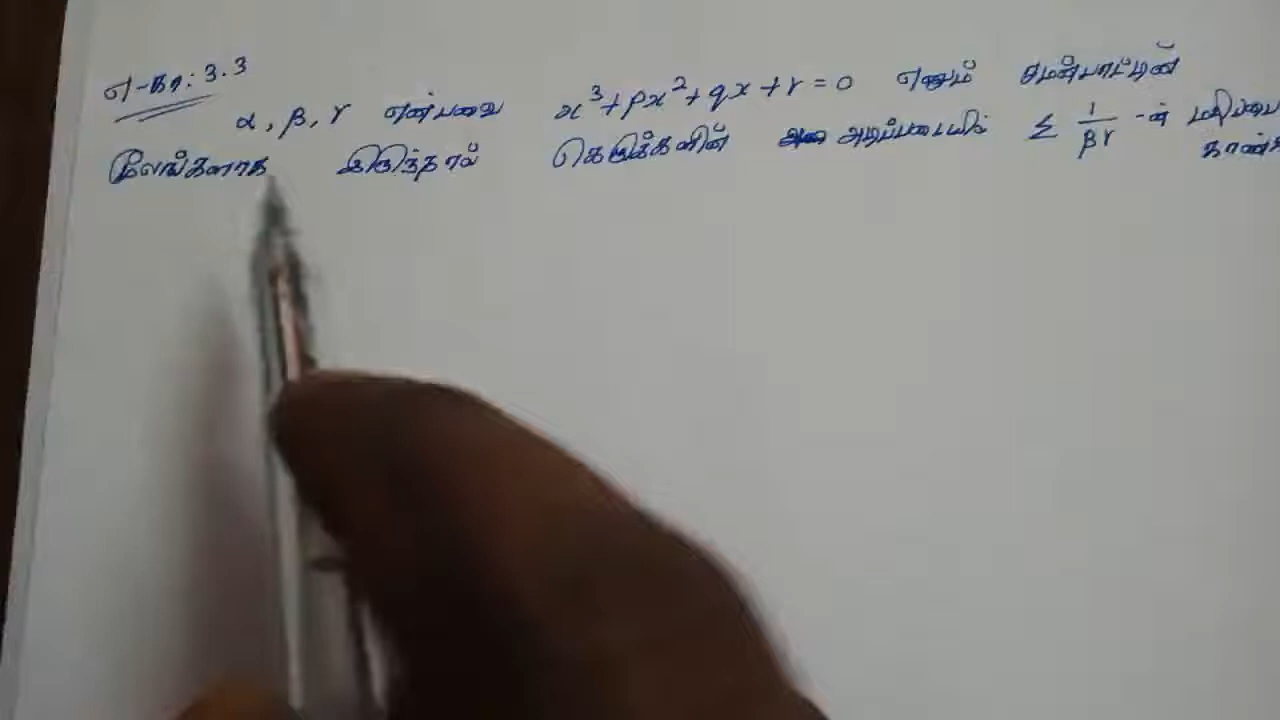 எ-கா: 3.3
α, β, γ என்பவை x³+px²+qx+r=0 எனும் சமன்பாட்டின்
மூலங்களாக இருந்தால் கெழுக்களின் அடிப்படையில் Σ 1/βγ -ன் மதிப்பை
காண்க